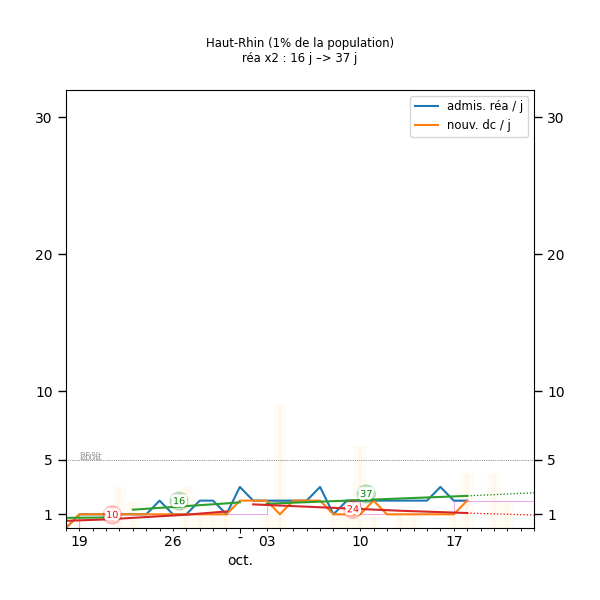 Haut-Rhin (1% de la population)
réa x2 : 16 j –> 37 j
admis. réa / j
nouv. dc / j
30 30
20 20
10 10
5 5
1 1
10 16 24 37
19 26 - 03 10 17
oct.